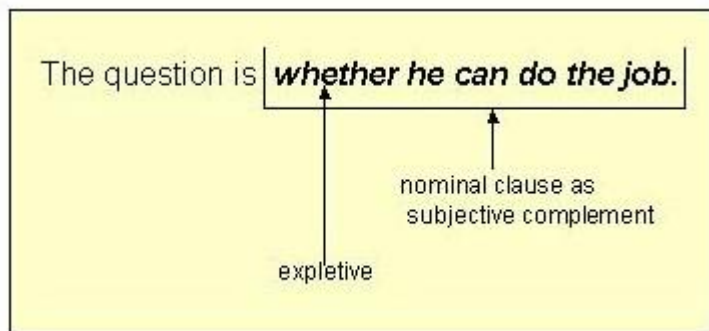 The question is whether he can do the job.
nominal clause as
subjective complement
expletive